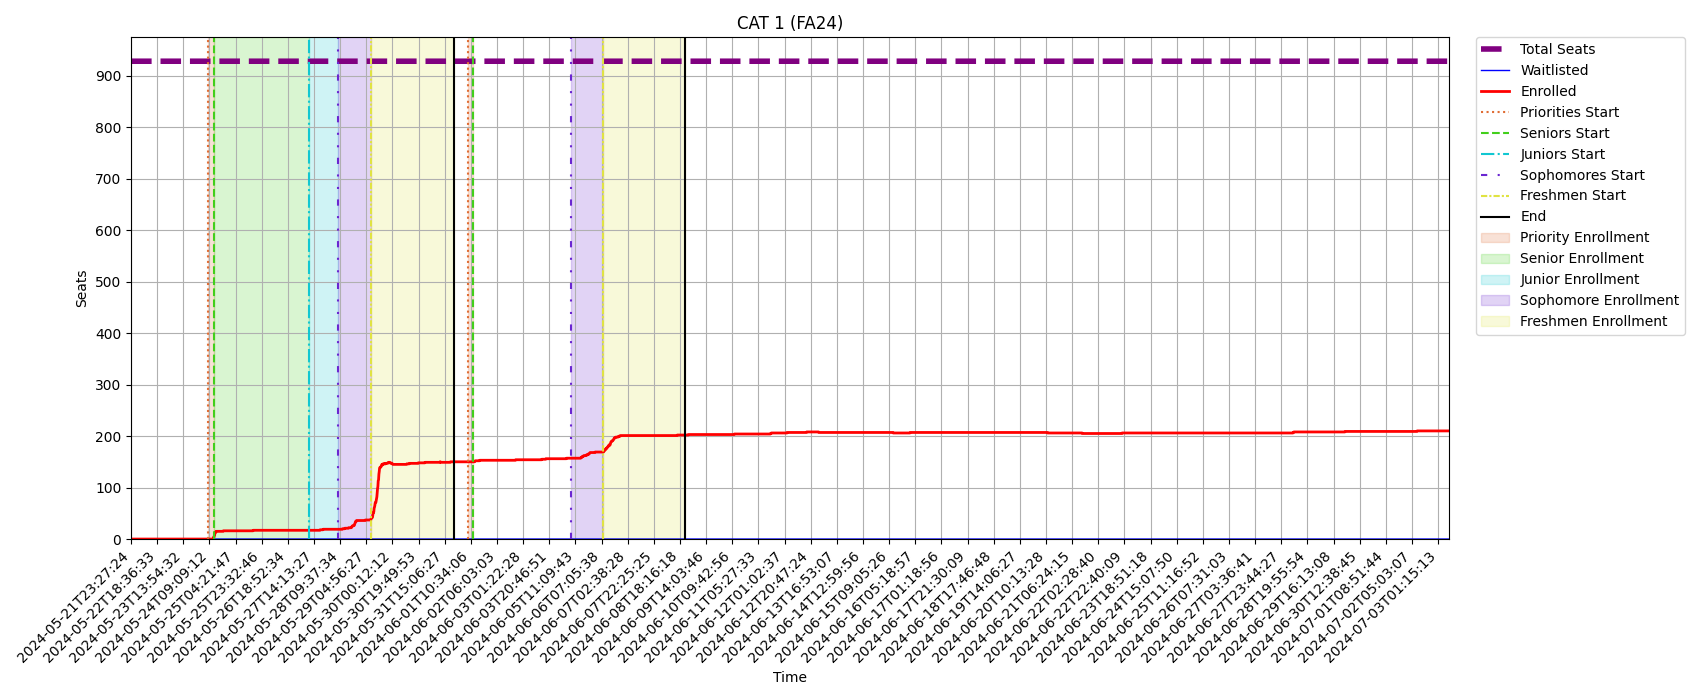 CAT 1 (FA24)
Seats
900
800
700
600
500
400
300
200
100
0
2024-05-21T23:27:24
2024-05-22T18:36:33
2024-05-23T13:54:32
2024-05-24T09:09:12
2024-05-25T04:21:47
2024-05-25T23:32:46
2024-05-26T18:52:34
2024-05-27T14:13:27
2024-05-28T09:37:34
2024-05-29T04:56:27
2024-05-30T00:12:12
2024-05-30T19:49:53
2024-05-31T15:06:27
2024-06-01T10:34:06
2024-06-02T06:03:03
2024-06-03T01:22:28
2024-06-03T20:46:51
2024-06-05T11:09:43
2024-06-06T07:05:38
2024-06-07T02:38:28
2024-06-07T22:25:25
2024-06-08T18:16:18
2024-06-09T14:03:46
2024-06-10T09:42:56
2024-06-11T05:27:33
2024-06-12T01:02:37
2024-06-12T20:47:24
2024-06-13T16:53:07
2024-06-14T12:59:56
2024-06-15T09:05:26
2024-06-16T05:18:57
2024-06-17T01:18:56
2024-06-17T21:30:09
2024-06-18T17:46:48
2024-06-19T14:06:27
2024-06-20T10:13:28
2024-06-21T06:24:15
2024-06-22T02:28:40
2024-06-22T22:40:09
2024-06-23T18:51:18
2024-06-24T15:07:50
2024-06-25T11:16:52
2024-06-26T07:31:03
2024-06-27T03:36:41
2024-06-27T23:44:27
2024-06-28T19:55:54
2024-06-29T16:13:08
2024-06-30T12:38:45
2024-07-01T08:51:44
2024-07-02T05:03:07
2024-07-03T01:15:13
Time
Total Seats
Waitlisted
Enrolled
Priorities Start
Seniors Start
Juniors Start
Sophomores Start
Freshmen Start
End
Priority Enrollment
Senior Enrollment
Junior Enrollment
Sophomore Enrollment
Freshmen Enrollment